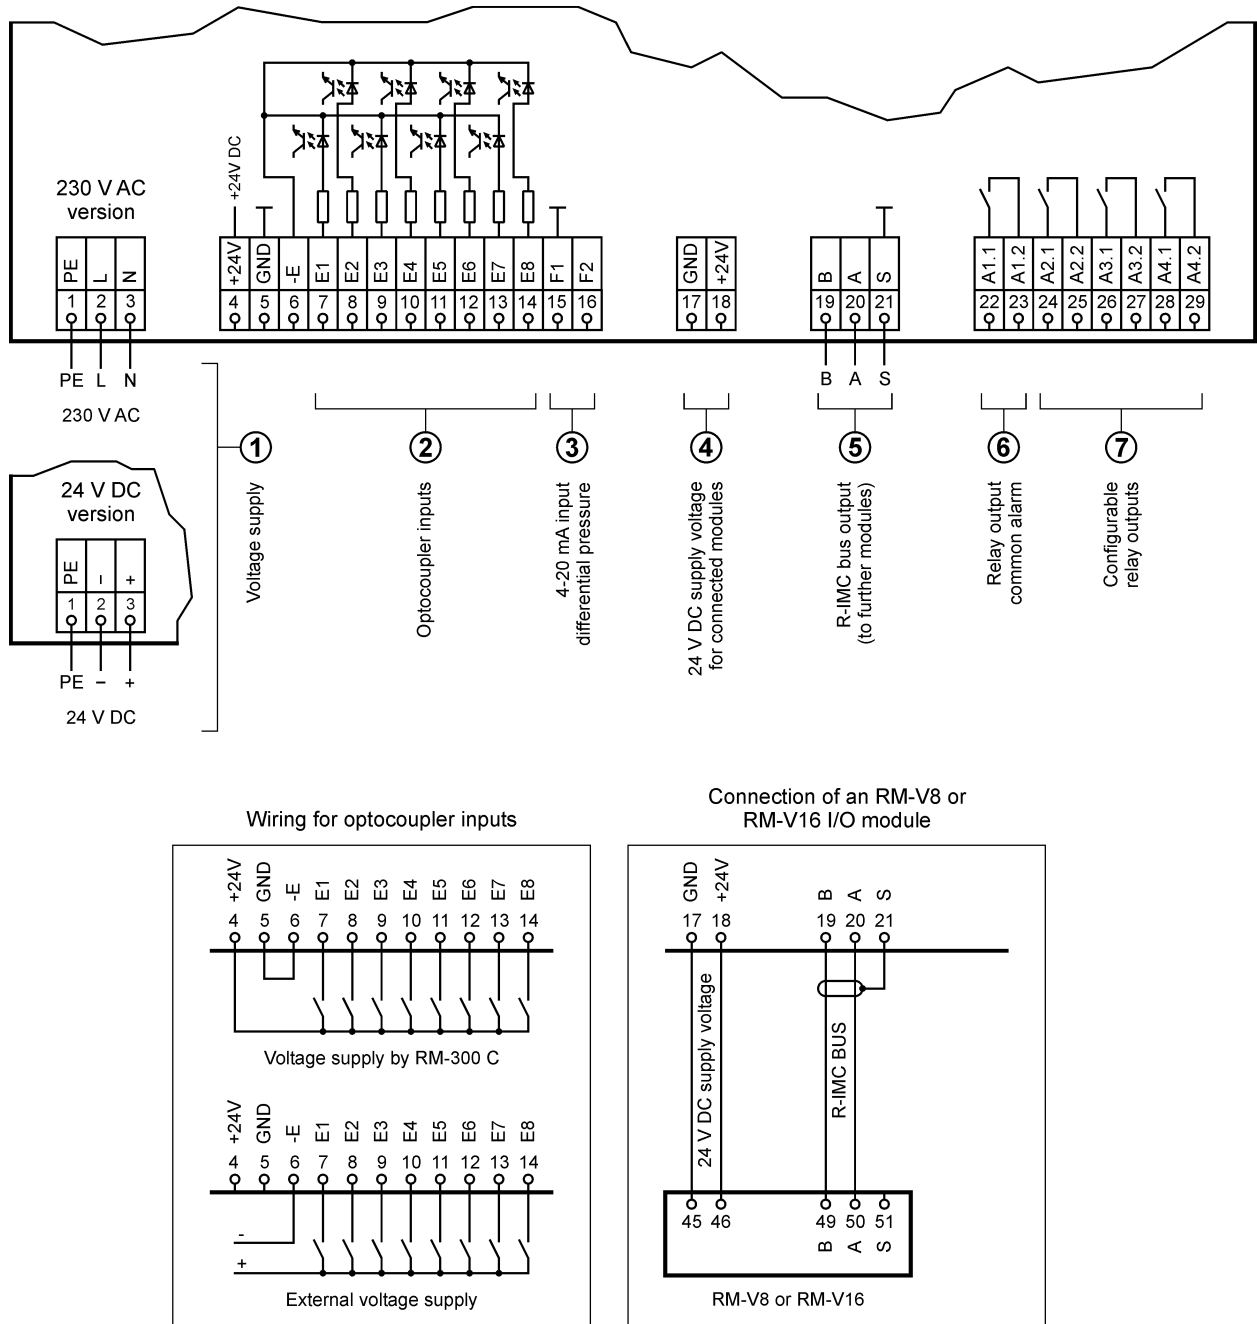 230 V AC
version
+24V DC
PE L N
1 2 3
+24V GND -E E1 E2 E3 E4 E5 E6 E7 E8 F1 F2
4 5 6 7 8 9 10 11 12 13 14 15 16
GND +24V
17 18
B A S
19 20 21
A1.1 A1.2 A2.1 A2.2 A3.1 A3.2 A4.1 A4.2
22 23 24 25 26 27 28 29
PE L N
230 V AC
B A S
24 V DC
version
PE - +
1 2 3
PE - +
24 V DC
1
Voltage supply
2
Optocoupler inputs
3
4-20 mA input
differential pressure
4
24 V DC supply voltage
for connected modules
5
R-IMC bus output
(to further modules)
6
Relay output
common alarm
7
Configurable
relay outputs
Wiring for optocoupler inputs
+24V GND -E E1 E2 E3 E4 E5 E6 E7 E8
4 5 6 7 8 9 10 11 12 13 14
Voltage supply by RM-300 C
+24V GND -E E1 E2 E3 E4 E5 E6 E7 E8
4 5 6 7 8 9 10 11 12 13 14
-
+
External voltage supply
Connection of an RM-V8 or
RM-V16 I/O module
GND +24V B A S
17 18 19 20 21
24 V DC supply voltage
R-IMC BUS
45 46 49 50 51
B A S
RM-V8 or RM-V16